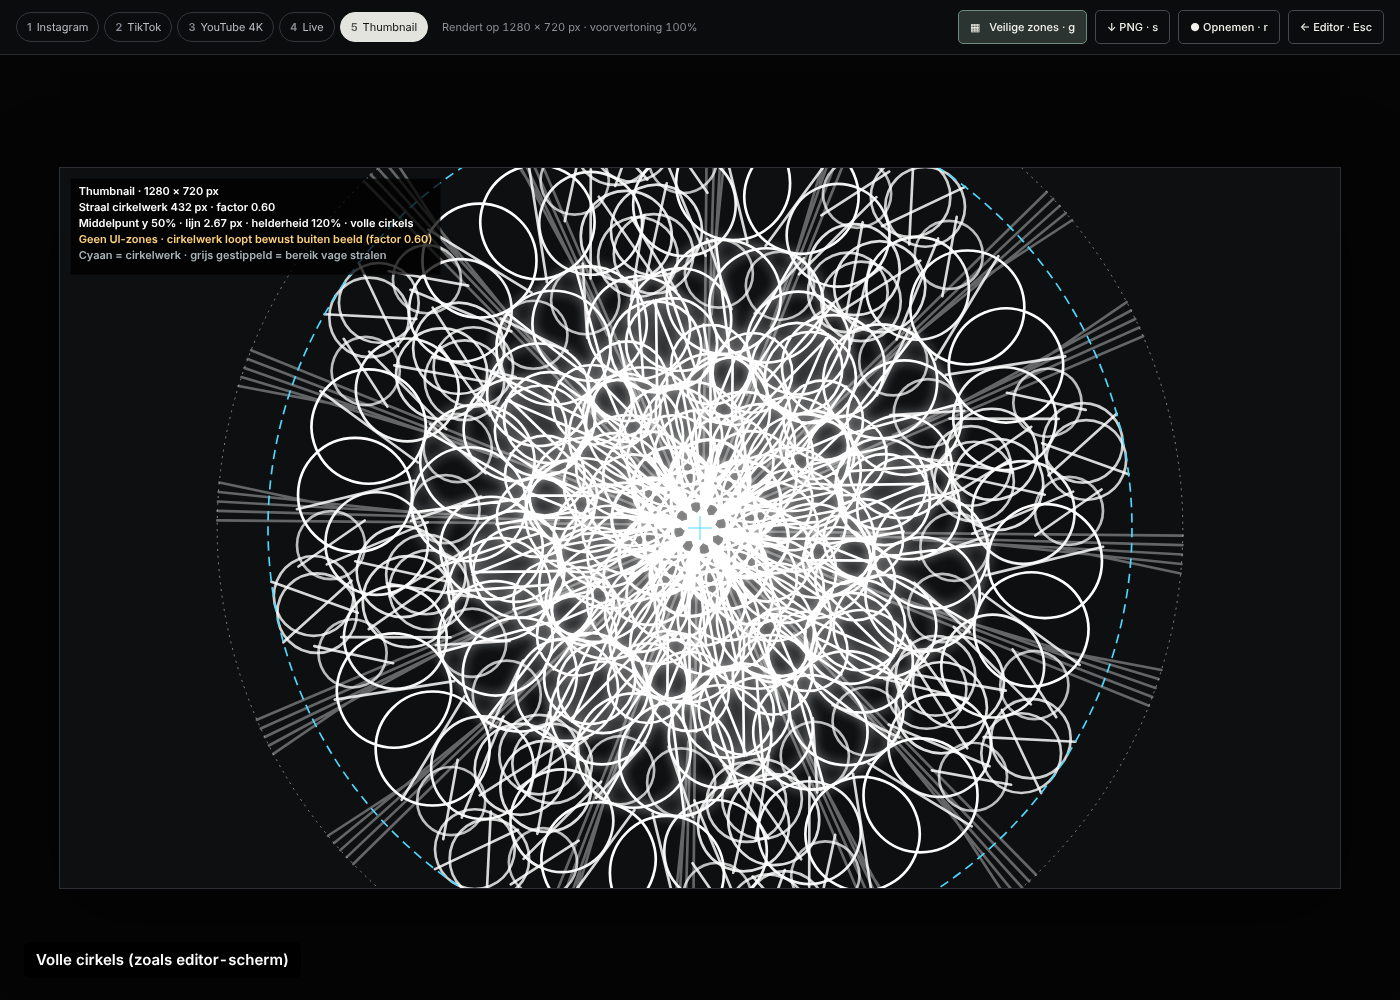 1 Instagram
2 TikTok
3 YouTube 4K
4 Live
5 Thumbnail
Rendert op 1280 × 720 px · voorvertoning 100%
▦ Veilige zones · g
↓ PNG · s
● Opnemen · r
← Editor · Esc
Thumbnail · 1280 × 720 px
Straal cirkelwerk 432 px · factor 0.60
Middelpunt y 50% · lijn 2.67 px · helderheid 120% · volle cirkels
Geen UI-zones · cirkelwerk loopt bewust buiten beeld (factor 0.60)
Cyaan = cirkelwerk · grijs gestippeld = bereik vage stralen
Volle cirkels (zoals editor-scherm)